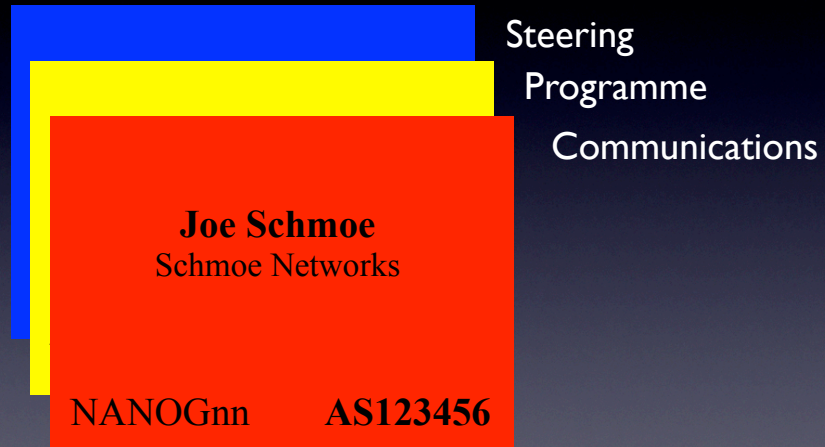 Steering
Programme
Communications
Joe Schmoe
Schmoe Networks
NANOGnn AS123456